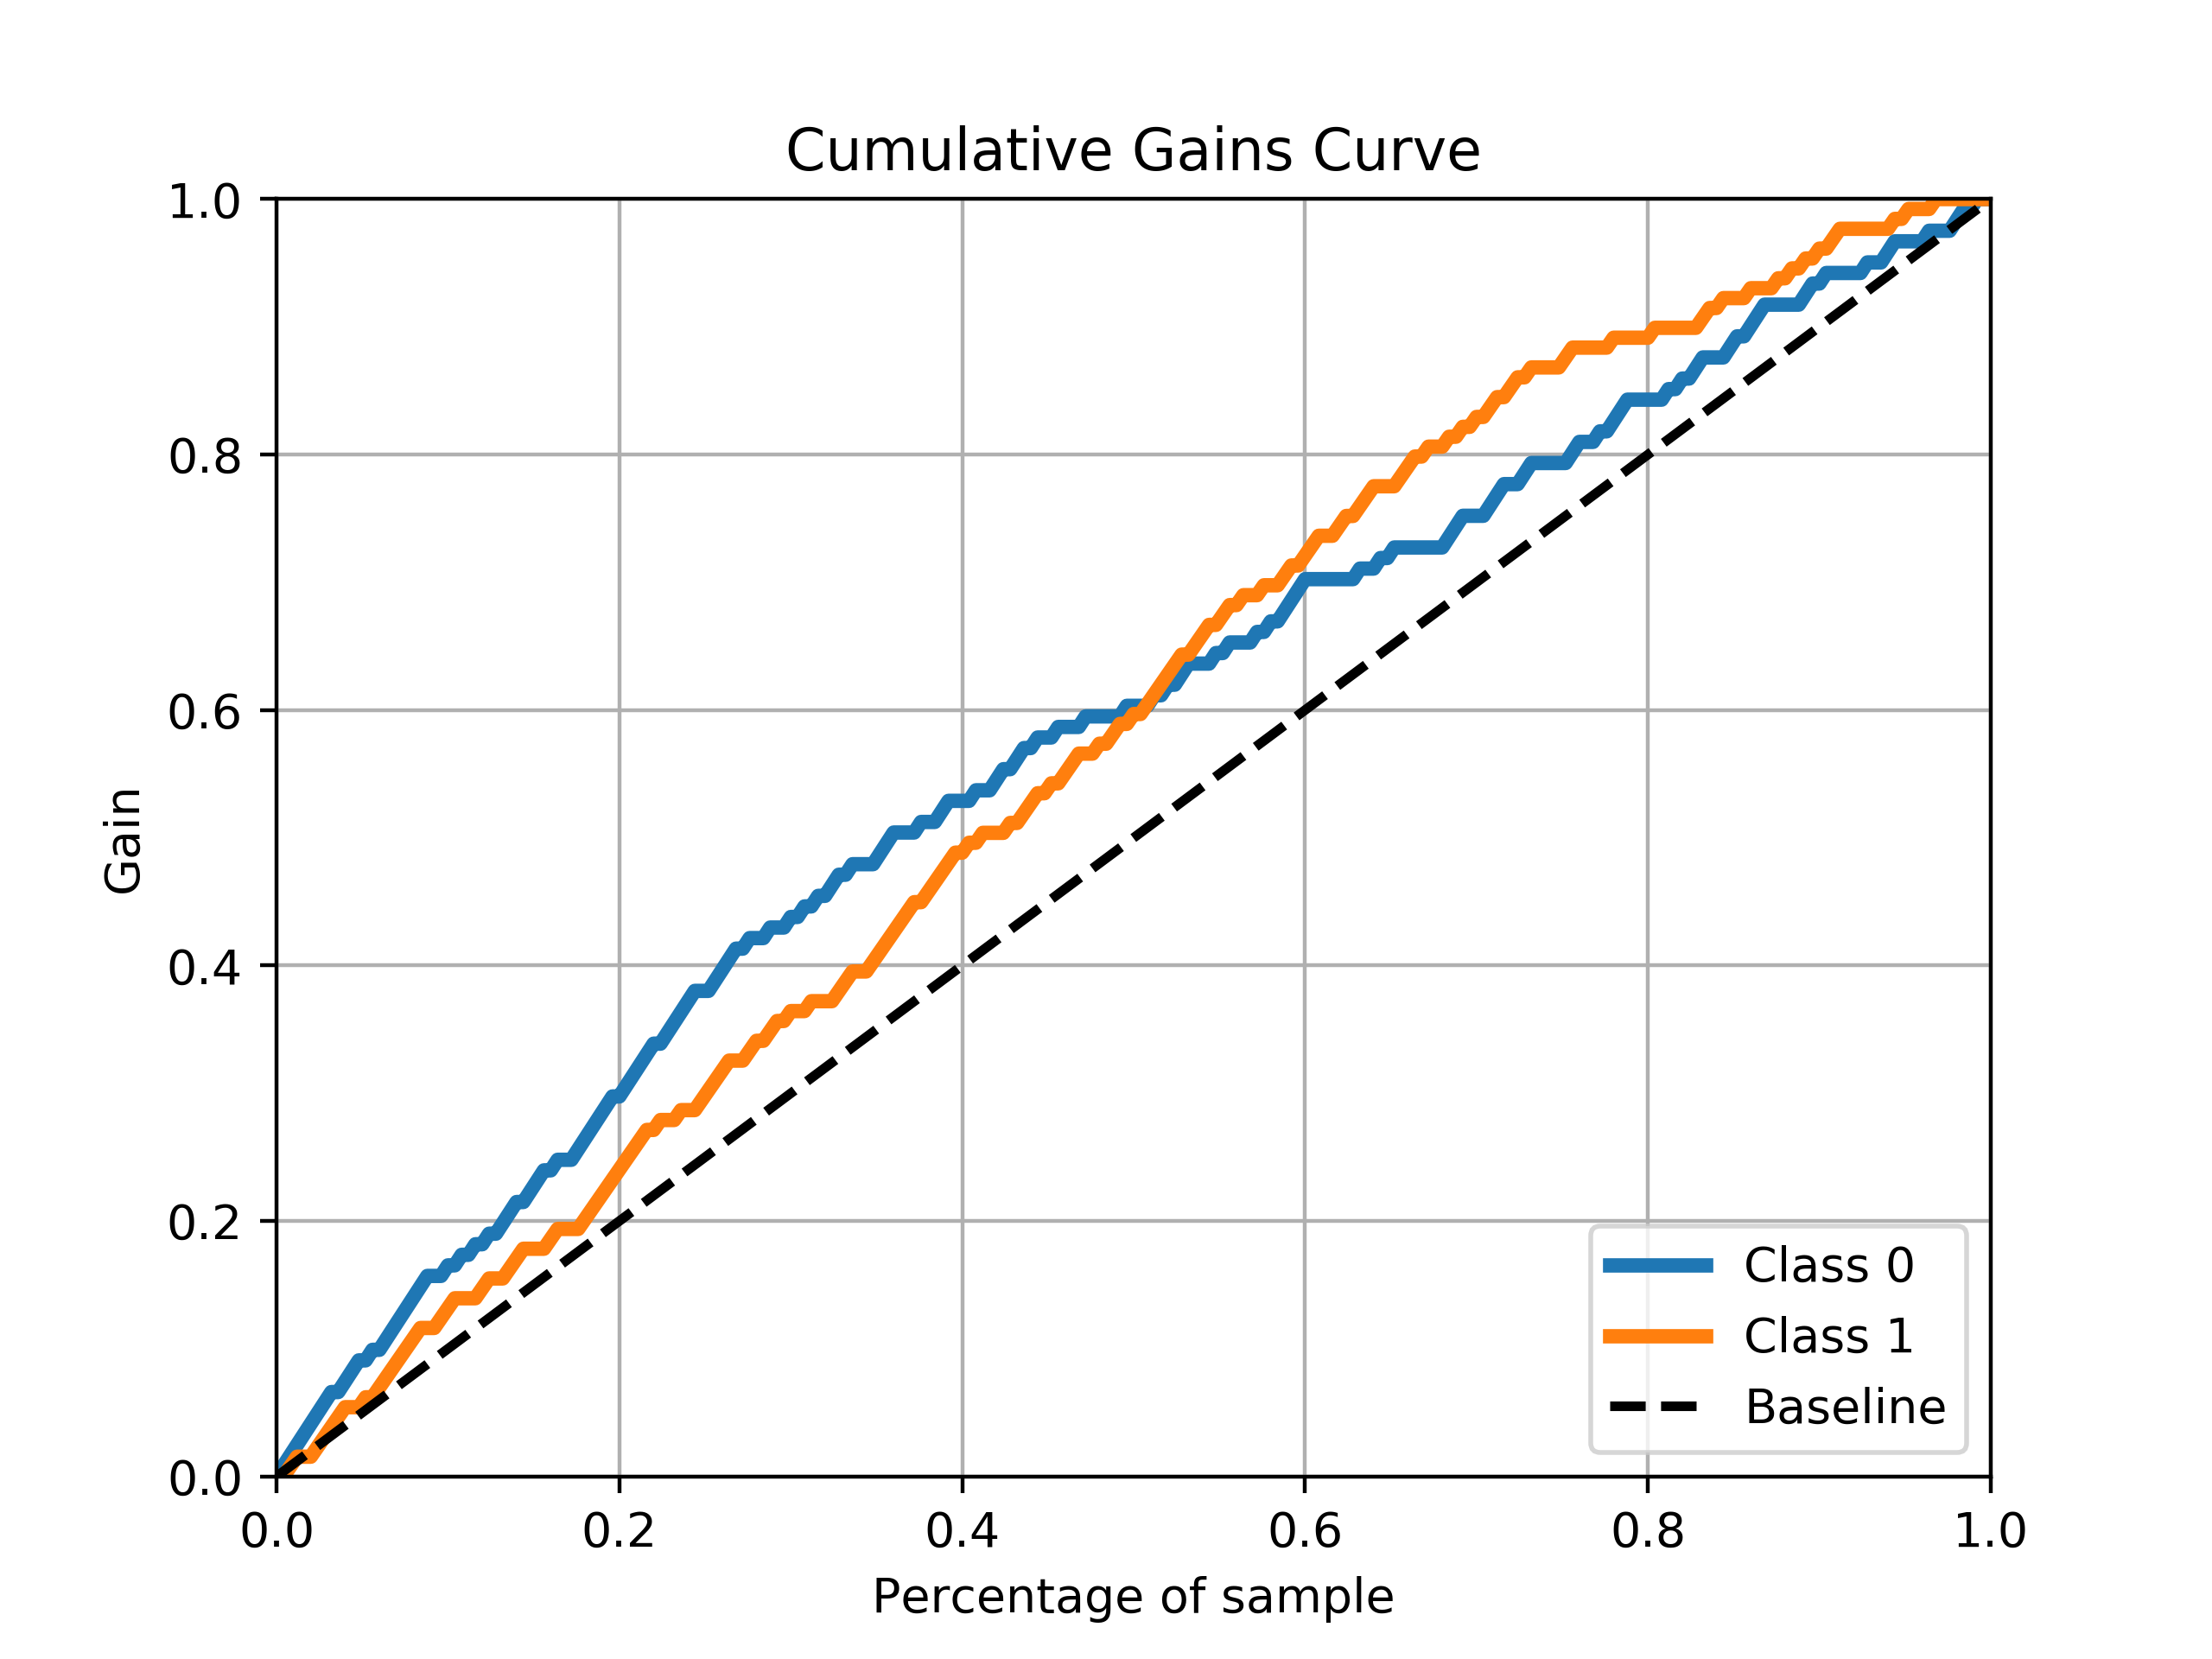 Cumulative Gains Curve
1.0
0.8
0.6
0.4
0.2
0.0
Gain
0.0 0.2 0.4 0.6 0.8 1.0
Percentage of sample
Class 0
Class 1
Baseline